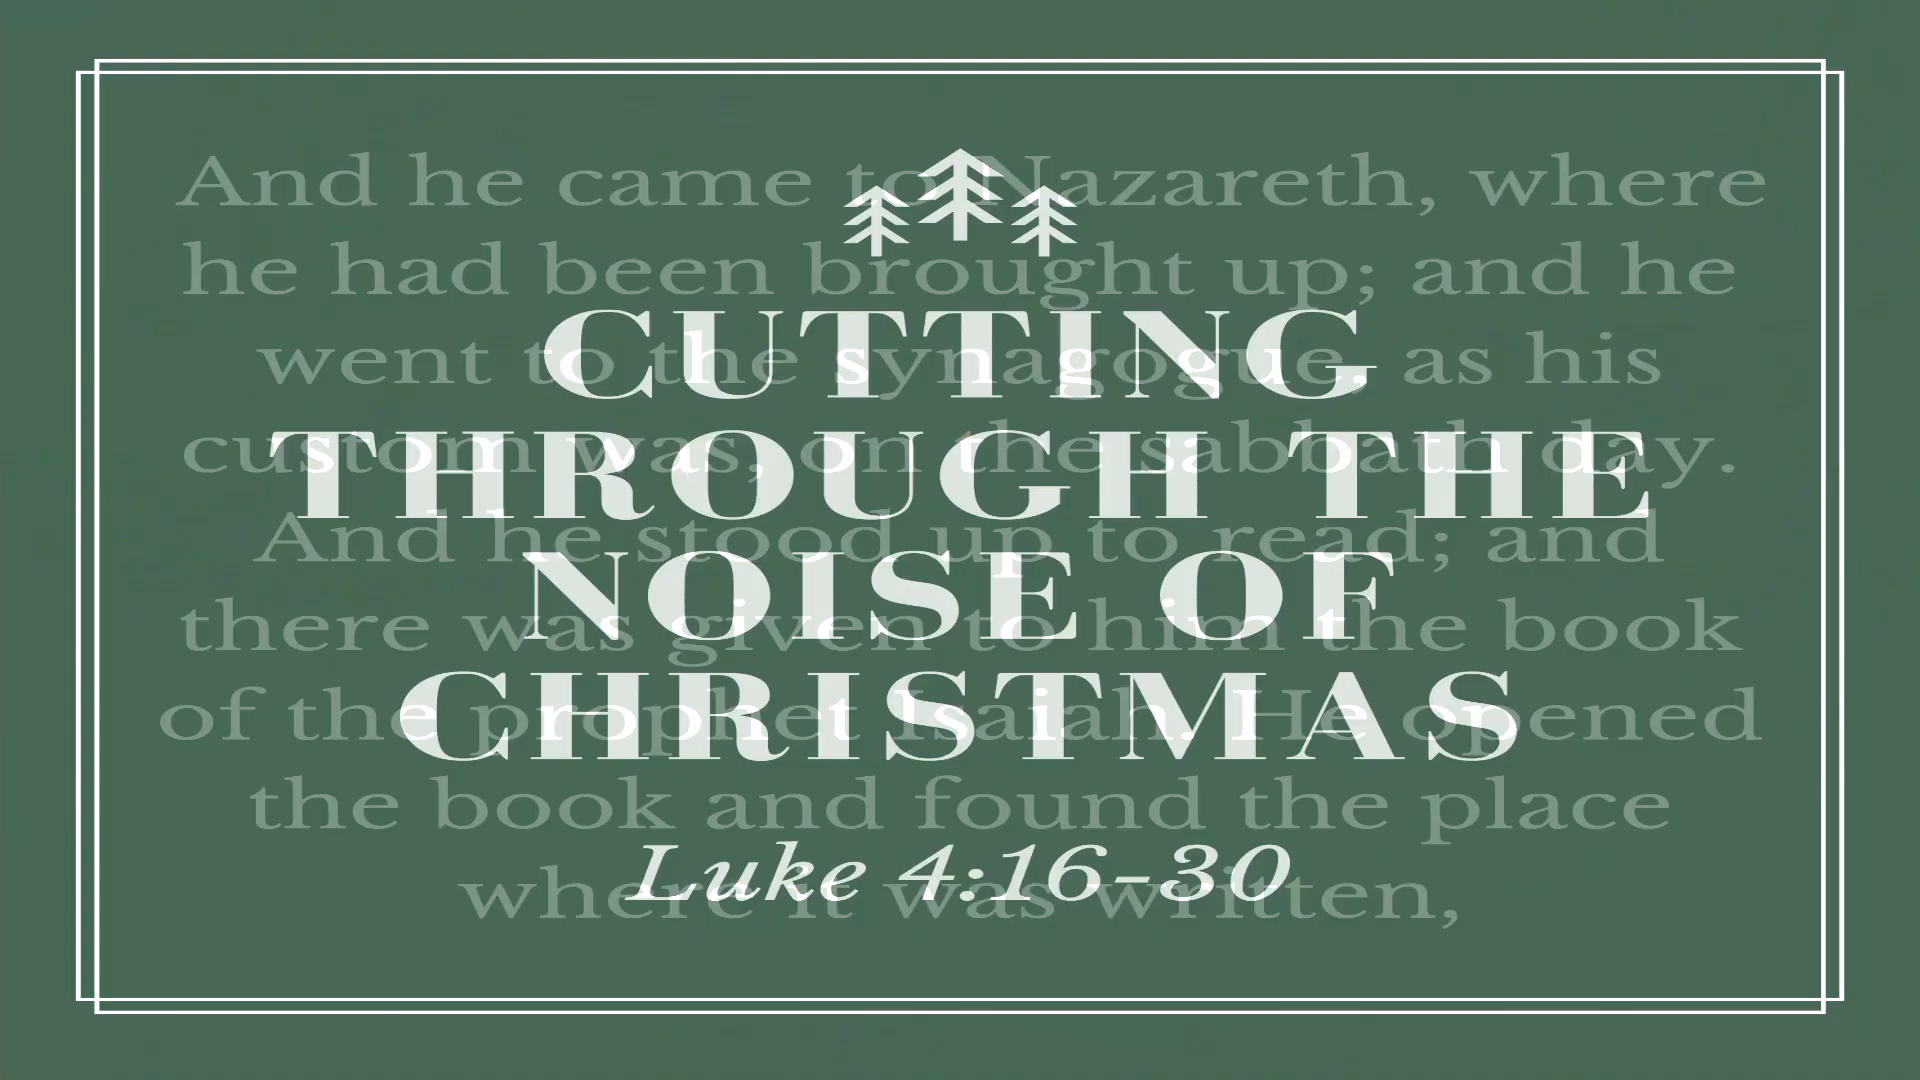 CUTTING
THROUGH THE
NOISE OF
CHRISTMAS
Luke 4:16–30
And he came to Nazareth, where
he had been brought up; and he
went to the synagogue, as his
custom was, on the sabbath day.
And he stood up to read; and
there was given to him the book
of the prophet Isaiah. He opened
the book and found the place
where it was written,